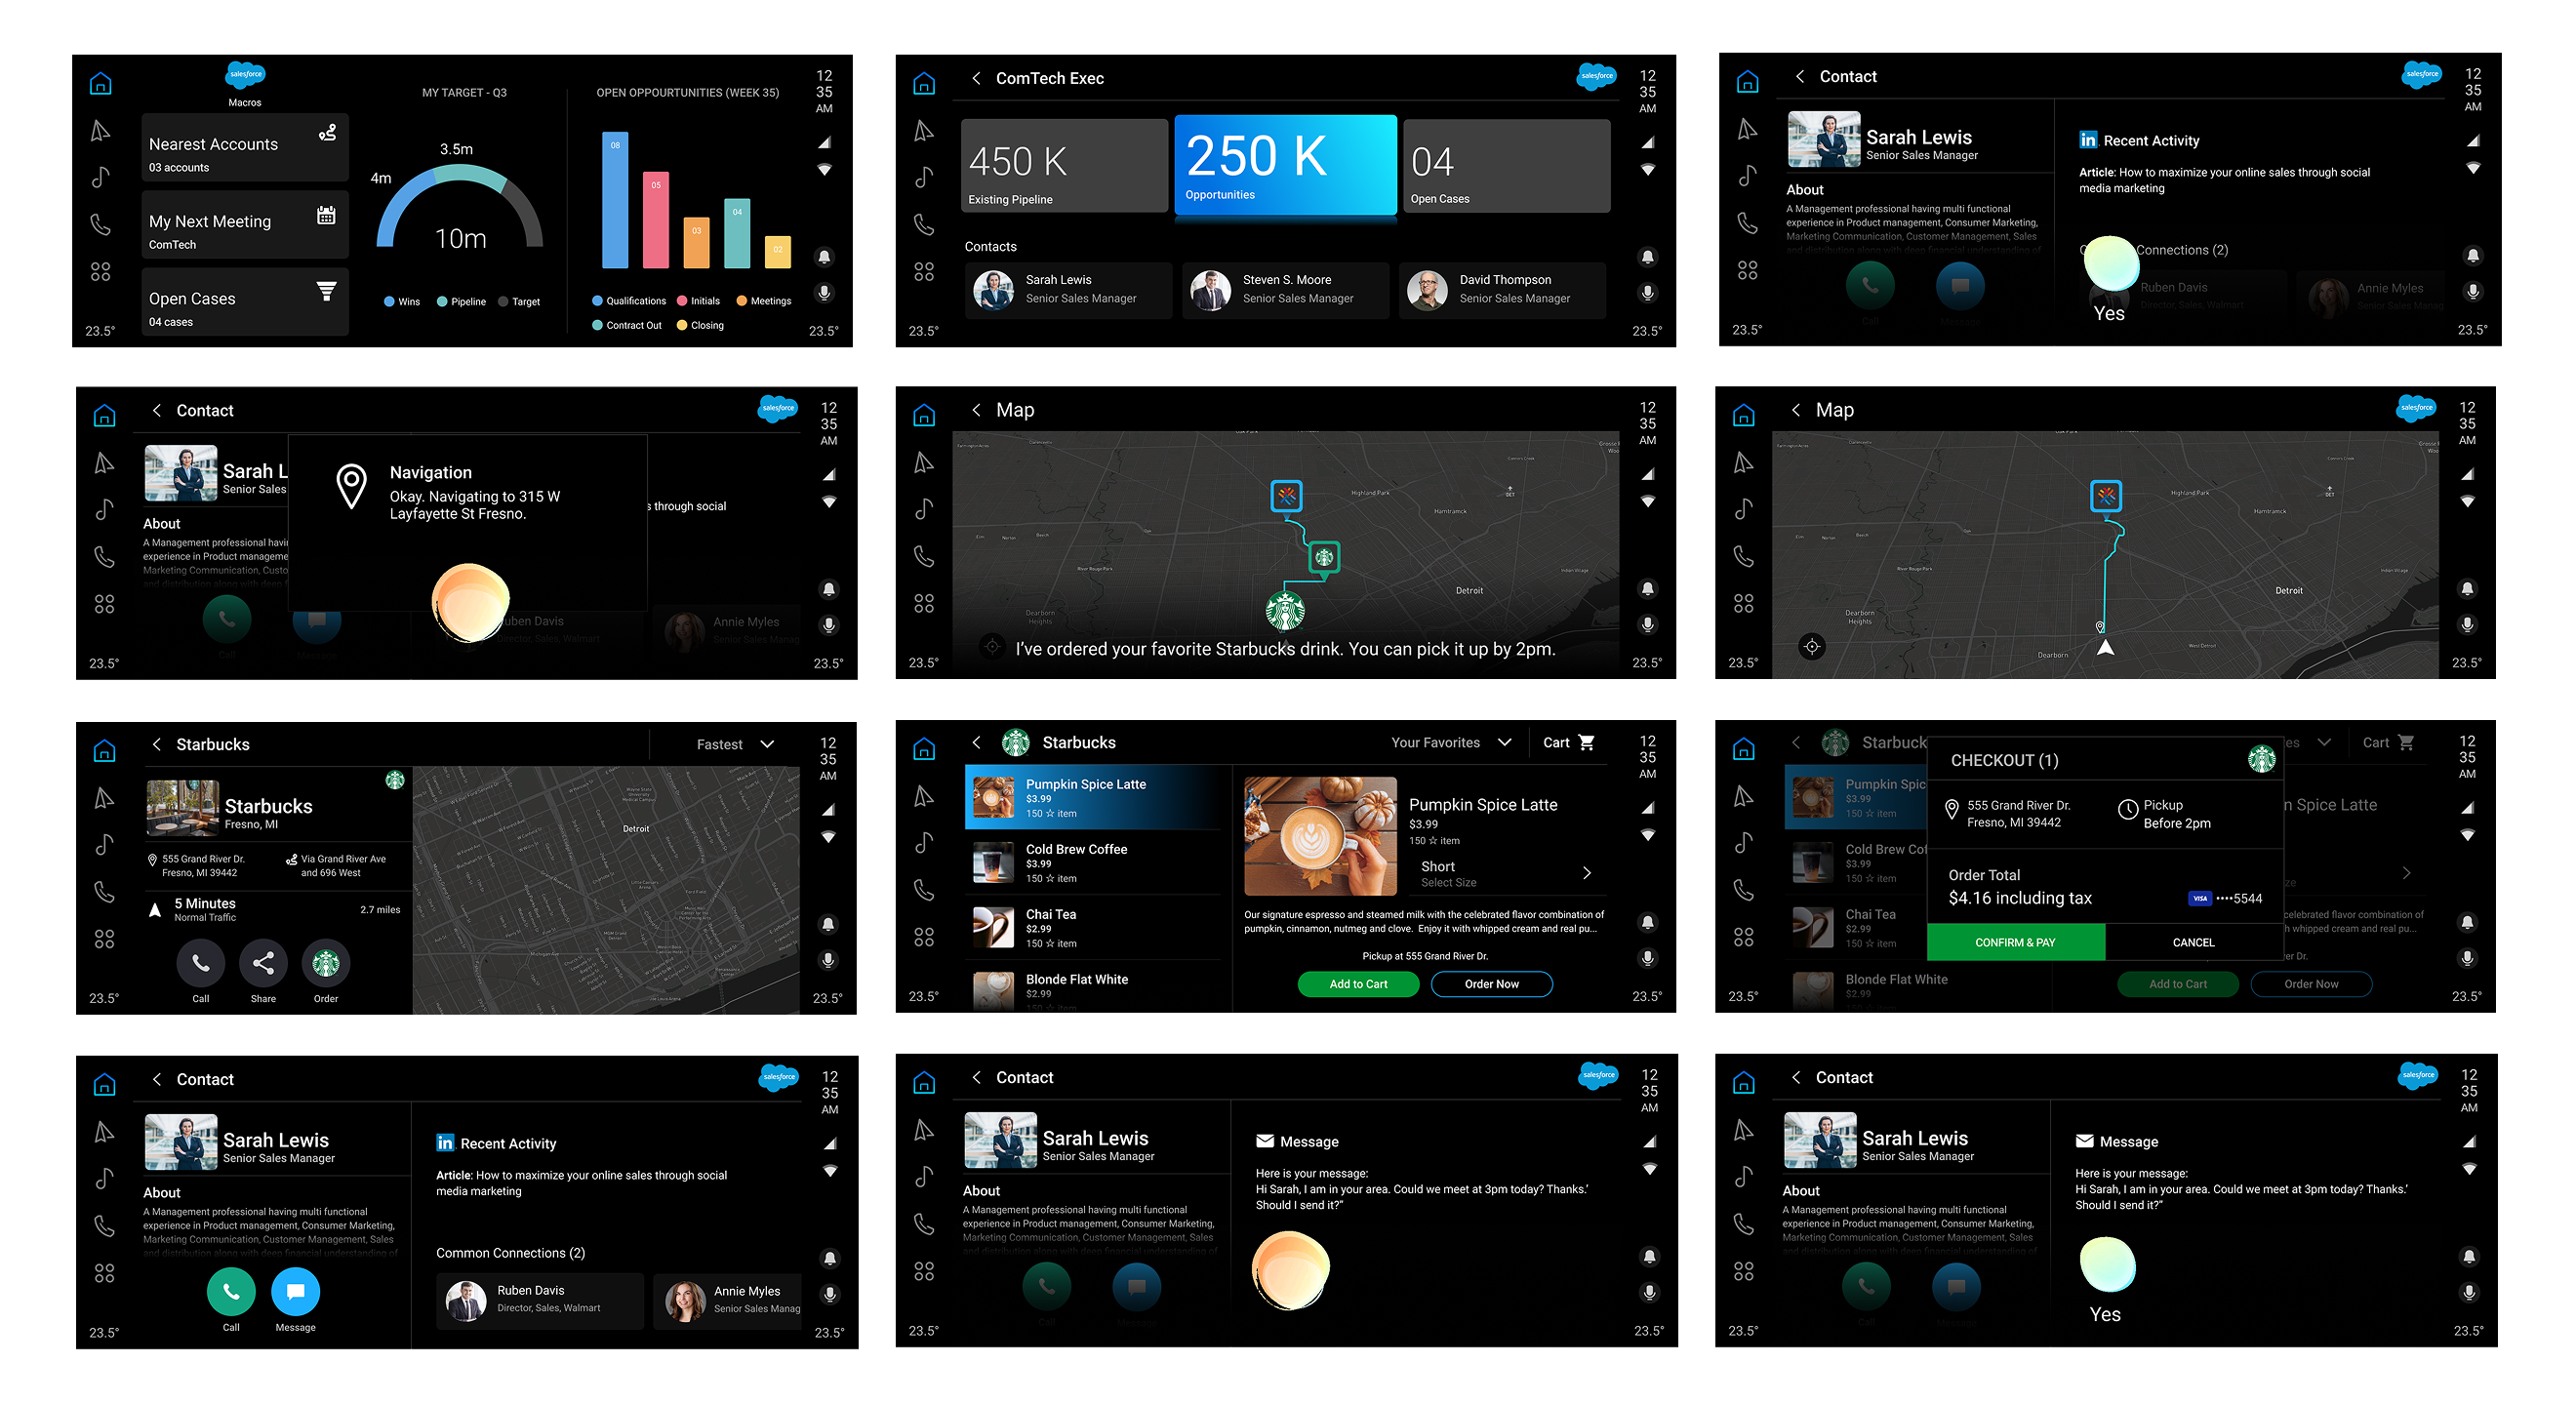 salesforce
Macros
Nearest Accounts
03 accounts
My Next Meeting
ComTech
Open Cases
04 cases
23.5°
MY TARGET - Q3
3.5m
4m
10m
Wins Pipeline Target
OPEN OPPOURTUNITIES (WEEK 35)
08
05
03
04
02
Qualifications Initials Meetings
Contract Out Closing
12
35
AM
23.5°
ComTech Exec
salesforce
450 K
Existing Pipeline
250 K
Opportunities
04
Open Cases
Contacts
Sarah Lewis
Senior Sales Manager
Steven S. Moore
Senior Sales Manager
David Thompson
Senior Sales Manager
23.5°
12
35
AM
23.5°
Contact
salesforce
Sarah Lewis
Senior Sales Manager
About
A Management professional having multi functional
experience in Product management, Consumer Marketing,
Marketing Communication, Customer Management, Sales
and distribution along with deep financial understanding of
Call
Message
in Recent Activity
Article: How to maximize your online sales through social
media marketing
Connections (2)
Ruben Davis
Director, Sales, Walmart
Annie Myles
Senior Sales Manag
Yes
23.5°
12
35
AM
23.5°
Contact
salesforce
Sarah L
Senior Sales
About
A Management professional havi
experience in Product manageme
Marketing Communication, Custo
and distribution along with deep f
Call
Message
Navigation
Okay. Navigating to 315 W
Layfayette St Fresno.
s through social
uben Davis
Director, Sales, Walmart
Annie Myles
Senior Sales Manag
23.5°
12
35
AM
23.5°
Map
Highland Park
Hamtramck
DET
River Rouge Park
Indian Village
Detroit
Dearborn
Heights
I've ordered your favorite Starbucks drink. You can pick it up by 2pm.
23.5°
12
35
AM
23.5°
Map
salesforce
Highland Park
Hamtramck
DET
River Rouge Park
Indian Village
Detroit
Dearborn
Heights
Dearborn
West Detroit
23.5°
12
35
AM
23.5°
Starbucks
Fastest
Starbucks
Fresno, MI
555 Grand River Dr.
Fresno, MI 39442
Via Grand River Ave
and 696 West
5 Minutes
Normal Traffic
2.7 miles
Call
Share
Order
Detroit
23.5°
12
35
AM
23.5°
Starbucks
Your Favorites
Cart
Pumpkin Spice Latte
$3.99
150 ☆ item
Cold Brew Coffee
$3.99
150 ☆ item
Chai Tea
$2.99
150 ☆ item
Blonde Flat White
$2.99
150 ☆ item
Pumpkin Spice Latte
$3.99
150 ☆ item
Short
Select Size
Our signature espresso and steamed milk with the celebrated flavor combination of
pumpkin, cinnamon, nutmeg and clove. Enjoy it with whipped cream and real pu...
Pickup at 555 Grand River Dr.
Add to Cart
Order Now
23.5°
12
35
AM
23.5°
Starbuck
es
Cart
Pumpkin Spic
$3.99
150 ☆ item
Cold Brew Cof
$3.99
150 ☆ item
Chai Tea
$2.99
150 ☆ item
Blonde Flat White
$2.99
CHECKOUT (1)
555 Grand River Dr.
Fresno, MI 39442
Pickup
Before 2pm
Order Total
$4.16 including tax
VISA ••••5544
CONFIRM & PAY
CANCEL
n Spice Latte
ze
celebrated flavor combination of
h whipped cream and real pu...
er Dr.
Add to Cart
Order Now
23.5°
12
35
AM
23.5°
Contact
salesforce
Sarah Lewis
Senior Sales Manager
About
A Management professional having multi functional
experience in Product management, Consumer Marketing,
Marketing Communication, Customer Management, Sales
and distribution along with deep financial understanding of
Call
Message
in Recent Activity
Article: How to maximize your online sales through social
media marketing
Common Connections (2)
Ruben Davis
Director, Sales, Walmart
Annie Myles
Senior Sales Manag
23.5°
12
35
AM
23.5°
Contact
salesforce
Sarah Lewis
Senior Sales Manager
About
A Management professional having multi functional
experience in Product management, Consumer Marketing,
Marketing Communication, Customer Management, Sales
and distribution along with deep financial understanding of
Call
Message
Message
Here is your message:
Hi Sarah, I am in your area. Could we meet at 3pm today? Thanks.'
Should I send it?"
23.5°
12
35
AM
23.5°
Contact
salesforce
Sarah Lewis
Senior Sales Manager
About
A Management professional having multi functional
experience in Product management, Consumer Marketing,
Marketing Communication, Customer Management, Sales
and distribution along with deep financial understanding of
Call
Message
Message
Here is your message:
Hi Sarah, I am in your area. Could we meet at 3pm today? Thanks.'
Should I send it?"
Yes
23.5°
12
35
AM
23.5°